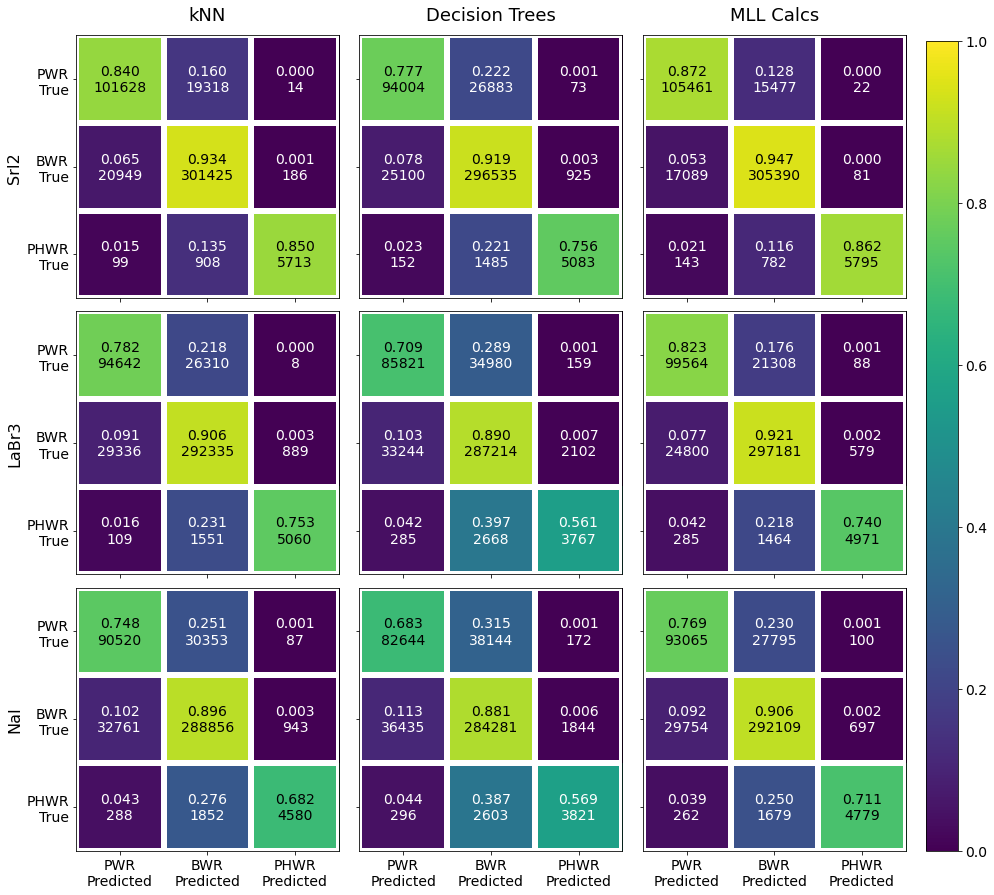 kNN Decision Trees MLL Calcs
SrI2
PWR
True
0.840 0.160 0.000 0.777 0.222 0.001 0.872 0.128 0.000
101628 19318 14 94004 26883 73 105461 15477 22
BWR
True
0.065 0.934 0.001 0.078 0.919 0.003 0.053 0.947 0.000
20949 301425 186 25100 296535 925 17089 305390 81
PHWR
True
0.015 0.135 0.850 0.023 0.221 0.756 0.021 0.116 0.862
99 908 5713 152 1485 5083 143 782 5795
LaBr3
PWR
True
0.782 0.218 0.000 0.709 0.289 0.001 0.823 0.176 0.001
94642 26310 8 85821 34980 159 99564 21308 88
BWR
True
0.091 0.906 0.003 0.103 0.890 0.007 0.077 0.921 0.002
29336 292335 889 33244 287214 2102 24800 297181 579
PHWR
True
0.016 0.231 0.753 0.042 0.397 0.561 0.042 0.218 0.740
109 1551 5060 285 2668 3767 285 1464 4971
NaI
PWR
True
0.748 0.251 0.001 0.683 0.315 0.001 0.769 0.230 0.001
90520 30353 87 82644 38144 172 93065 27795 100
BWR
True
0.102 0.896 0.003 0.113 0.881 0.006 0.092 0.906 0.002
32761 288856 943 36435 284281 1844 29754 292109 697
PHWR
True
0.043 0.276 0.682 0.044 0.387 0.569 0.039 0.250 0.711
288 1852 4580 296 2603 3821 262 1679 4779
PWR BWR PHWR PWR BWR PHWR PWR BWR PHWR
Predicted Predicted Predicted Predicted Predicted Predicted Predicted Predicted Predicted
1.0
0.8
0.6
0.4
0.2
0.0